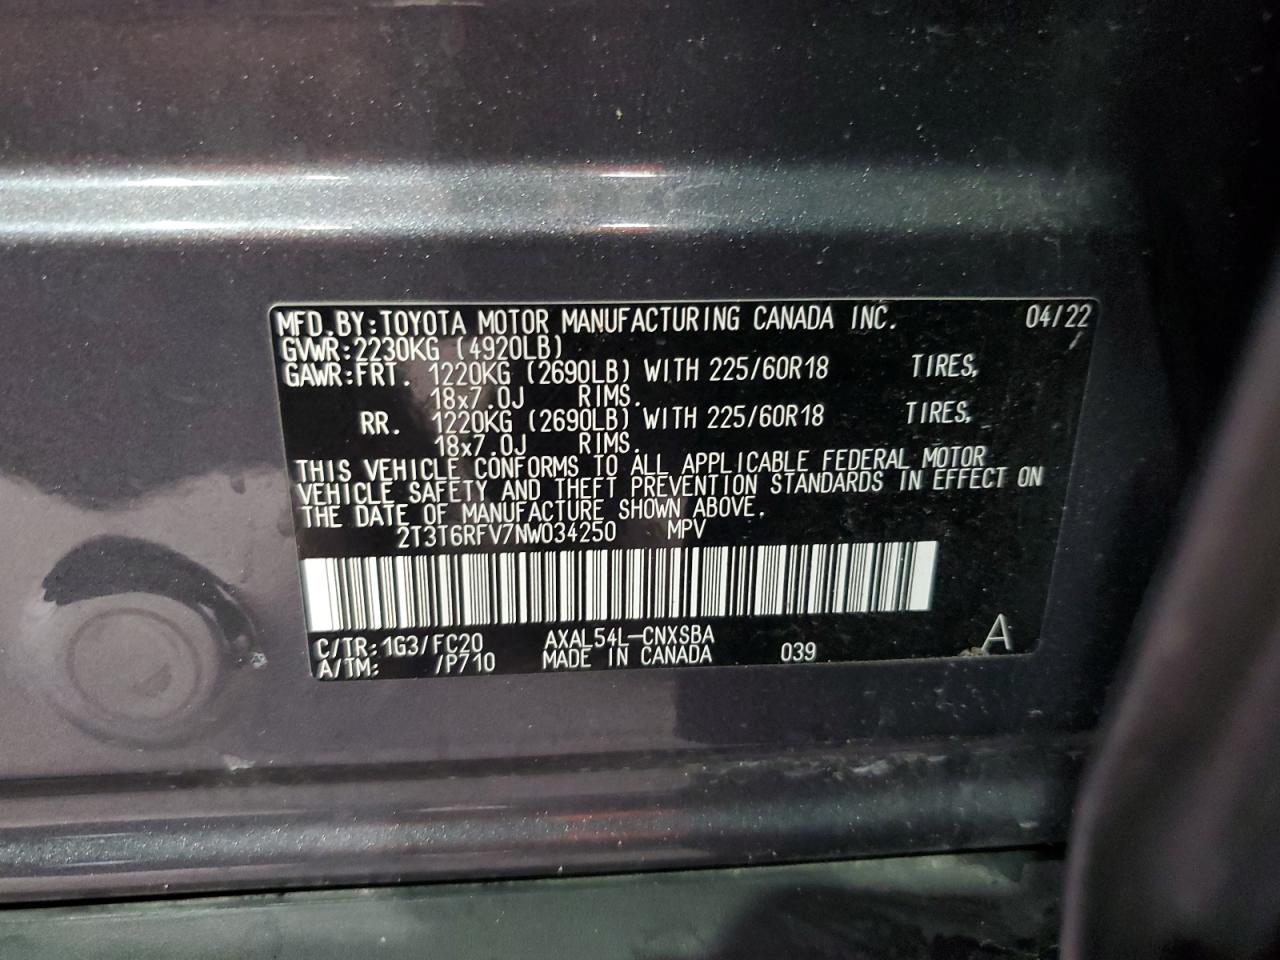 MFD.BY:TOYOTA MOTOR MANUFACTURING CANADA INC. 04/22
GVWR:2230KG (4920LB)
GAWR:FRT. 1220KG (2690LB) WITH 225/60R18 TIRES,
18x7.0J RIMS.
RR. 1220KG (2690LB) WITH 225/60R18 TIRES,
18x7.0J RIMS.
THIS VEHICLE CONFORMS TO ALL APPLICABLE FEDERAL MOTOR
VEHICLE SAFETY AND THEFT PREVENTION STANDARDS IN EFFECT ON
THE DATE OF MANUFACTURE SHOWN ABOVE.
2T3T6RFV7NW034250 MPV
C/TR:1G3/FC20 AXAL54L-CNXSBA
A/TM: /P710 MADE IN CANADA 039 A